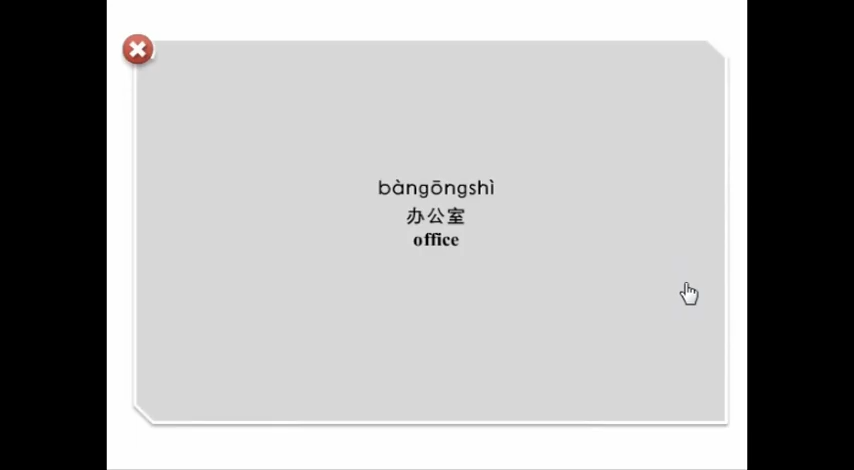 bàngōngshì
办公室
office